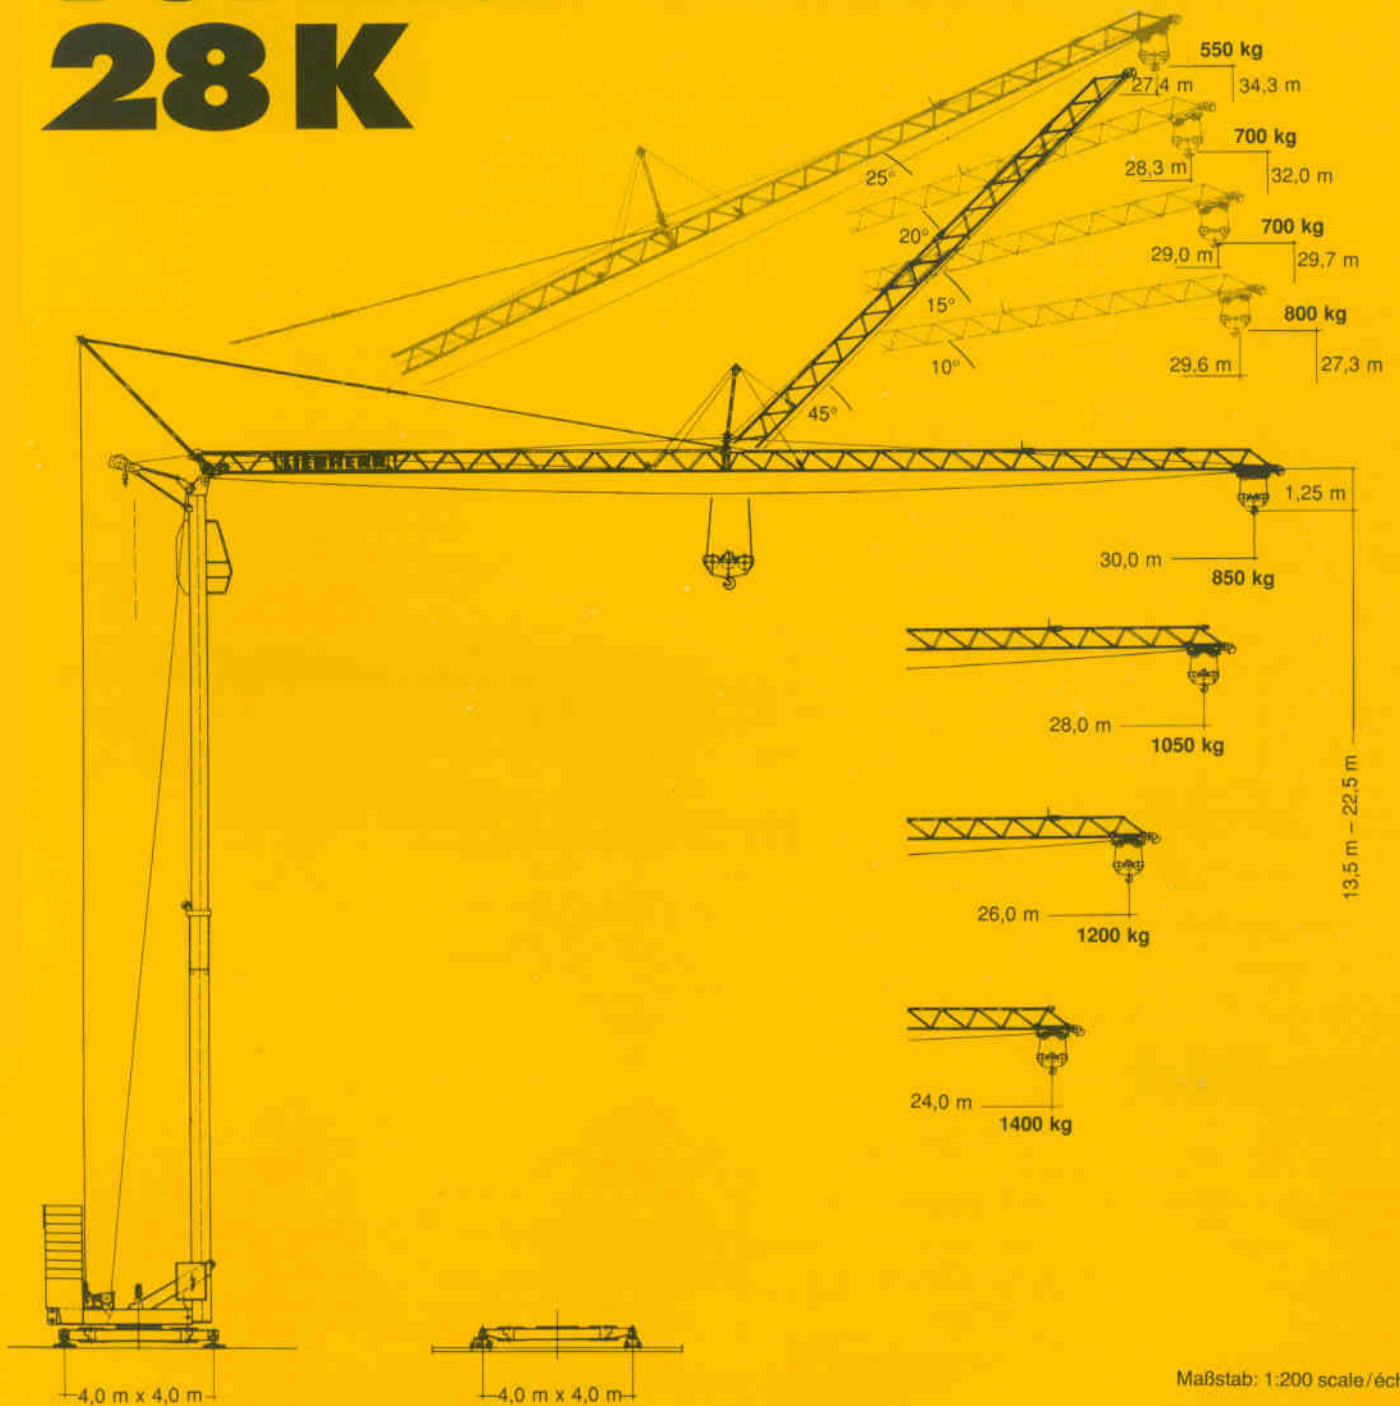 28 K
550 kg
27,4 m
34,3 m
25°
700 kg
28,3 m
32,0 m
20°
700 kg
29,0 m
29,7 m
15°
800 kg
29,6 m
27,3 m
10°
45°
LIEBHERR
1,25 m
30,0 m
850 kg
28,0 m
1050 kg
13,5 m – 22,5 m
26,0 m
1200 kg
24,0 m
1400 kg
4,0 m x 4,0 m
4,0 m x 4,0 m
Maßstab: 1:200 scale/éch